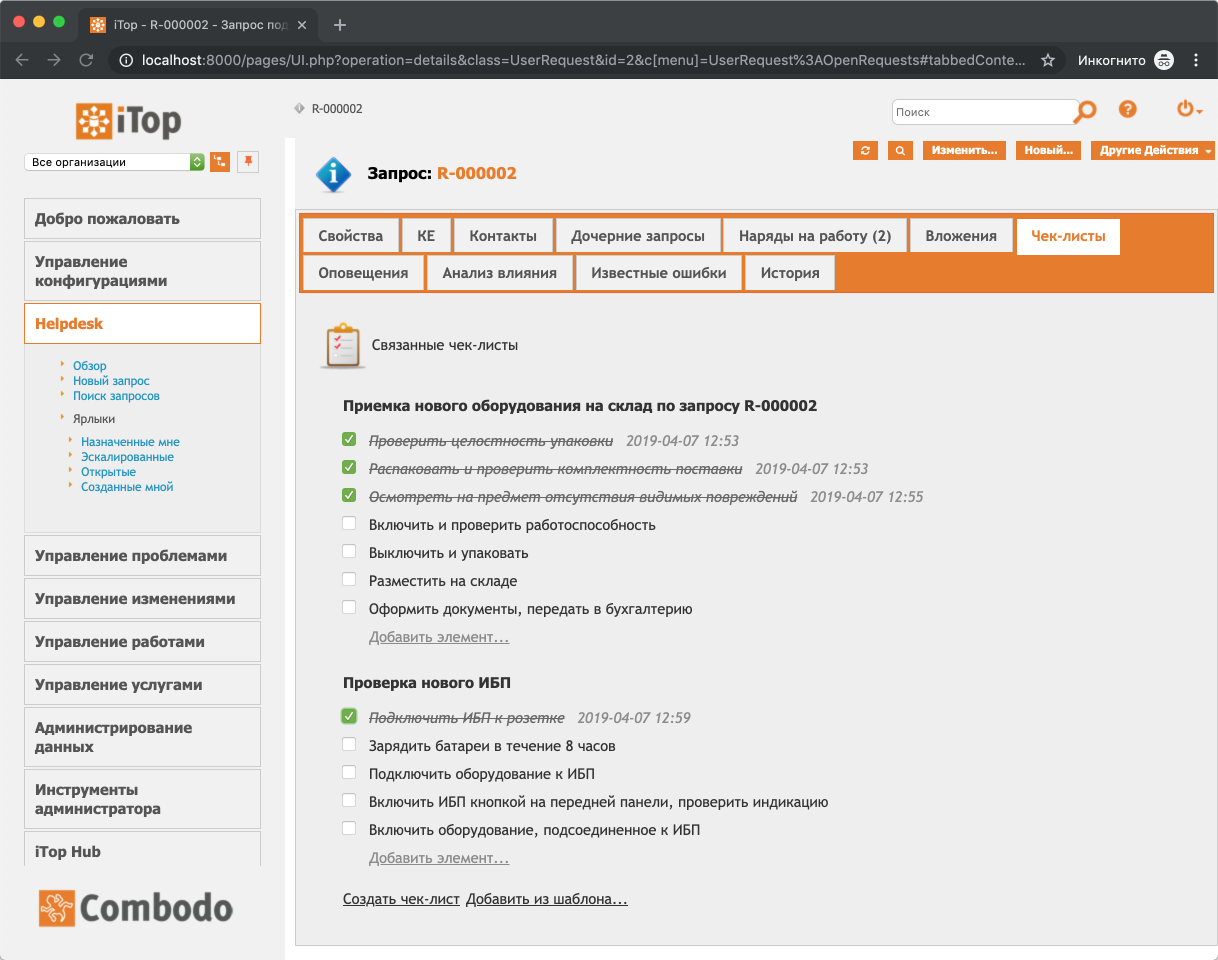 iTop - R-000002 - Запрос под
localhost:8000/pages/UI.php?operation=details&class=UserRequest&id=2&c[menu]=UserRequest%3AOpenRequests#tabbedConte...
Инкогнито
iTop
Все организации
R-000002
Поиск
Изменить...
Новый...
Другие Действия
Запрос: R-000002
Добро пожаловать
Управление
конфигурациями
Helpdesk
Обзор
Новый запрос
Поиск запросов
Ярлыки
Назначенные мне
Эскалированные
Открытые
Созданные мной
Управление проблемами
Управление изменениями
Управление работами
Управление услугами
Администрирование
данных
Инструменты
администратора
iTop Hub
Combodo
Свойства
КЕ
Контакты
Дочерние запросы
Наряды на работу (2)
Вложения
Чек-листы
Оповещения
Анализ влияния
Известные ошибки
История
Связанные чек-листы
Приемка нового оборудования на склад по запросу R-000002
Проверить целостность упаковки 2019-04-07 12:53
Распаковать и проверить комплектность поставки 2019-04-07 12:53
Осмотреть на предмет отсутствия видимых повреждений 2019-04-07 12:55
Включить и проверить работоспособность
Выключить и упаковать
Разместить на складе
Оформить документы, передать в бухгалтерию
Добавить элемент...
Проверка нового ИБП
Подключить ИБП к розетке 2019-04-07 12:59
Зарядить батареи в течение 8 часов
Подключить оборудование к ИБП
Включить ИБП кнопкой на передней панели, проверить индикацию
Включить оборудование, подсоединенное к ИБП
Добавить элемент...
Создать чек-лист Добавить из шаблона...